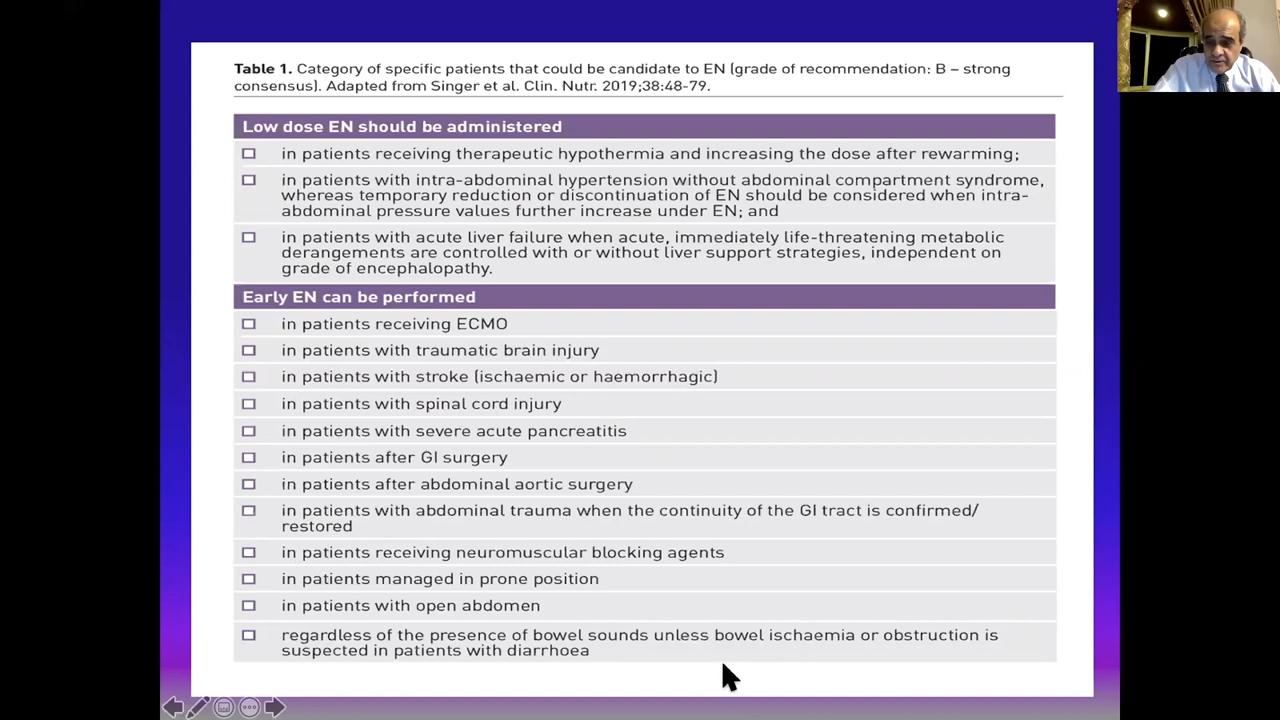 Table 1. Category of specific patients that could be candidate to EN (grade of recommendation: B – strong
consensus). Adapted from Singer et al. Clin. Nutr. 2019;38:48-79.
Low dose EN should be administered
in patients receiving therapeutic hypothermia and increasing the dose after rewarming;
in patients with intra-abdominal hypertension without abdominal compartment syndrome,
whereas temporary reduction or discontinuation of EN should be considered when intra-
abdominal pressure values further increase under EN; and
in patients with acute liver failure when acute, immediately life-threatening metabolic
derangements are controlled with or without liver support strategies, independent on
grade of encephalopathy.
Early EN can be performed
in patients receiving ECMO
in patients with traumatic brain injury
in patients with stroke (ischaemic or haemorrhagic)
in patients with spinal cord injury
in patients with severe acute pancreatitis
in patients after GI surgery
in patients after abdominal aortic surgery
in patients with abdominal trauma when the continuity of the GI tract is confirmed/
restored
in patients receiving neuromuscular blocking agents
in patients managed in prone position
in patients with open abdomen
regardless of the presence of bowel sounds unless bowel ischaemia or obstruction is
suspected in patients with diarrhoea